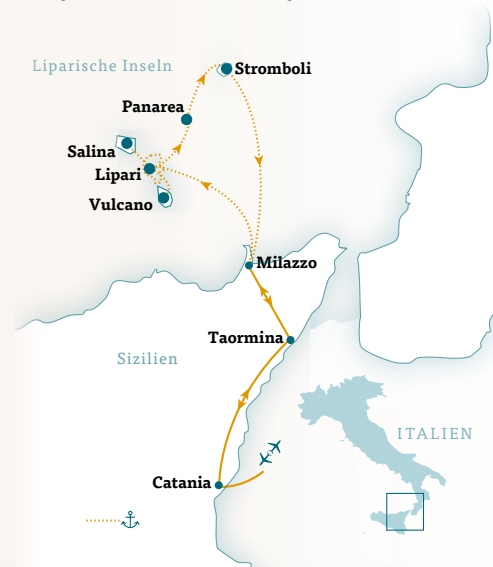 Liparische Inseln
Stromboli
Panarea
Salina
Lipari
Vulcano
Milazzo
Taormina
Sizilien
ITALIEN
Catania